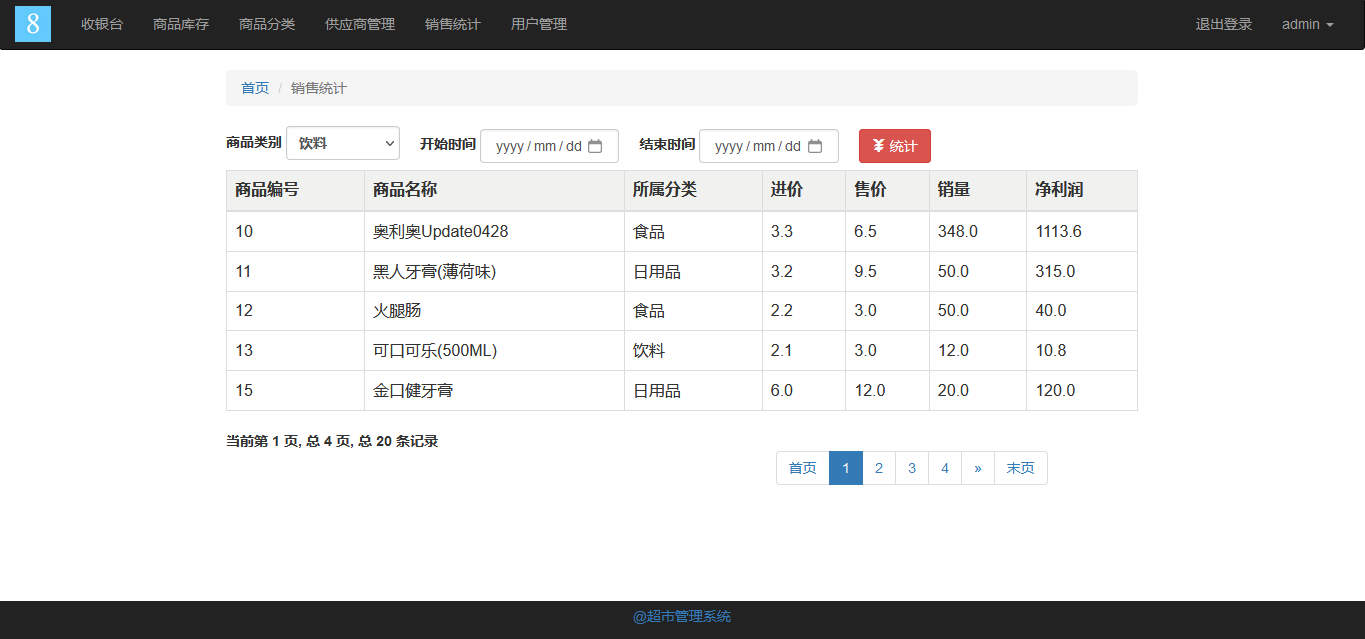 8 收银台 商品库存 商品分类 供应商管理 销售统计 用户管理 退出登录 admin
首页 / 销售统计
商品类别 饮料 开始时间 yyyy / mm / dd 结束时间 yyyy / mm / dd 统计
商品编号 商品名称 所属分类 进价 售价 销量 净利润
10 奥利奥Update0428 食品 3.3 6.5 348.0 1113.6
11 黑人牙膏(薄荷味) 日用品 3.2 9.5 50.0 315.0
12 火腿肠 食品 2.2 3.0 50.0 40.0
13 可口可乐(500ML) 饮料 2.1 3.0 12.0 10.8
15 金口健牙膏 日用品 6.0 12.0 20.0 120.0
当前第 1 页, 总 4 页, 总 20 条记录
首页 1 2 3 4 » 末页
@超市管理系统